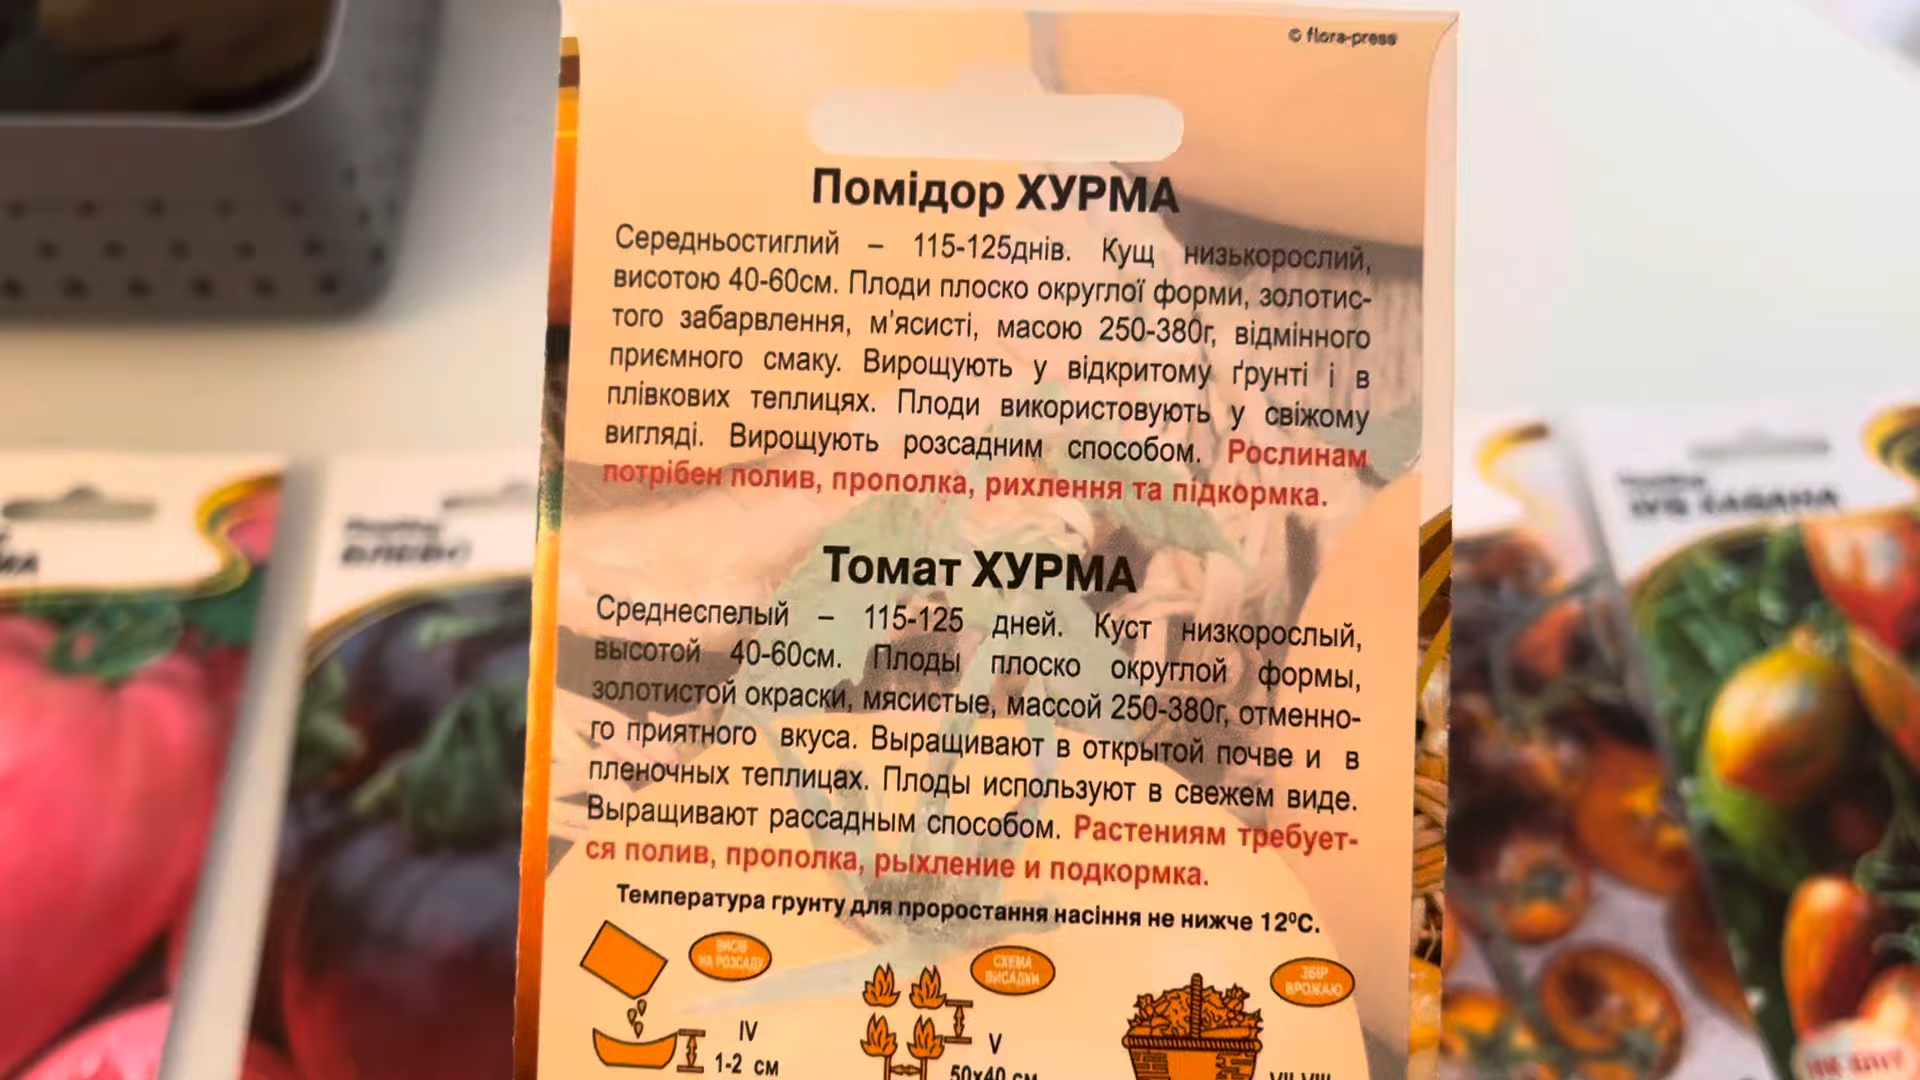 © flora-press
Помідор ХУРМА
Середньостиглий – 115-125днів. Кущ низькорослий,
висотою 40-60см. Плоди плоско округлої форми, золотис-
того забарвлення, м'ясисті, масою 250-380г, відмінного
приємного смаку. Вирощують у відкритому ґрунті і в
плівкових теплицях. Плоди використовують у свіжому
вигляді. Вирощують розсадним способом. Рослинам
потрібен полив, прополка, рихлення та підкормка.
Томат ХУРМА
Среднеспелый – 115-125 дней. Куст низкорослый,
высотой 40-60см. Плоды плоско округлой формы,
золотистой окраски, мясистые, массой 250-380г, отменно-
го приятного вкуса. Выращивают в открытой почве и в
пленочных теплицах. Плоды используют в свежем виде.
Выращивают рассадным способом. Растениям требует-
ся полив, прополка, рыхление и подкормка.
Температура грунту для проростання насіння не нижче 12⁰С.
ВИСІВ
НА РОЗСАДУ
СХЕМА
ВИСАДКИ
ЗБІР
ВРОЖАЮ
IV
1-2 см
V
50х40 см
VII-VIII